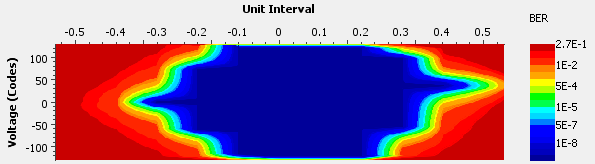 Unit Interval
BER
-0.5 -0.4 -0.3 -0.2 -0.1 0 0.1 0.2 0.3 0.4 0.5
Voltage (Codes)
100
50
0
-50
-100
2.7E-1
1E-2
5E-4
1E-5
5E-7
1E-8